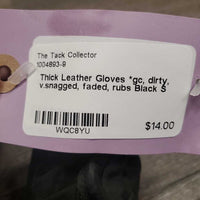 The Tack Collector
1004893-9
Thick Leather Gloves *gc, dirty,
v.snagged, faded, rubs Black S
WQC8YU
$14.00